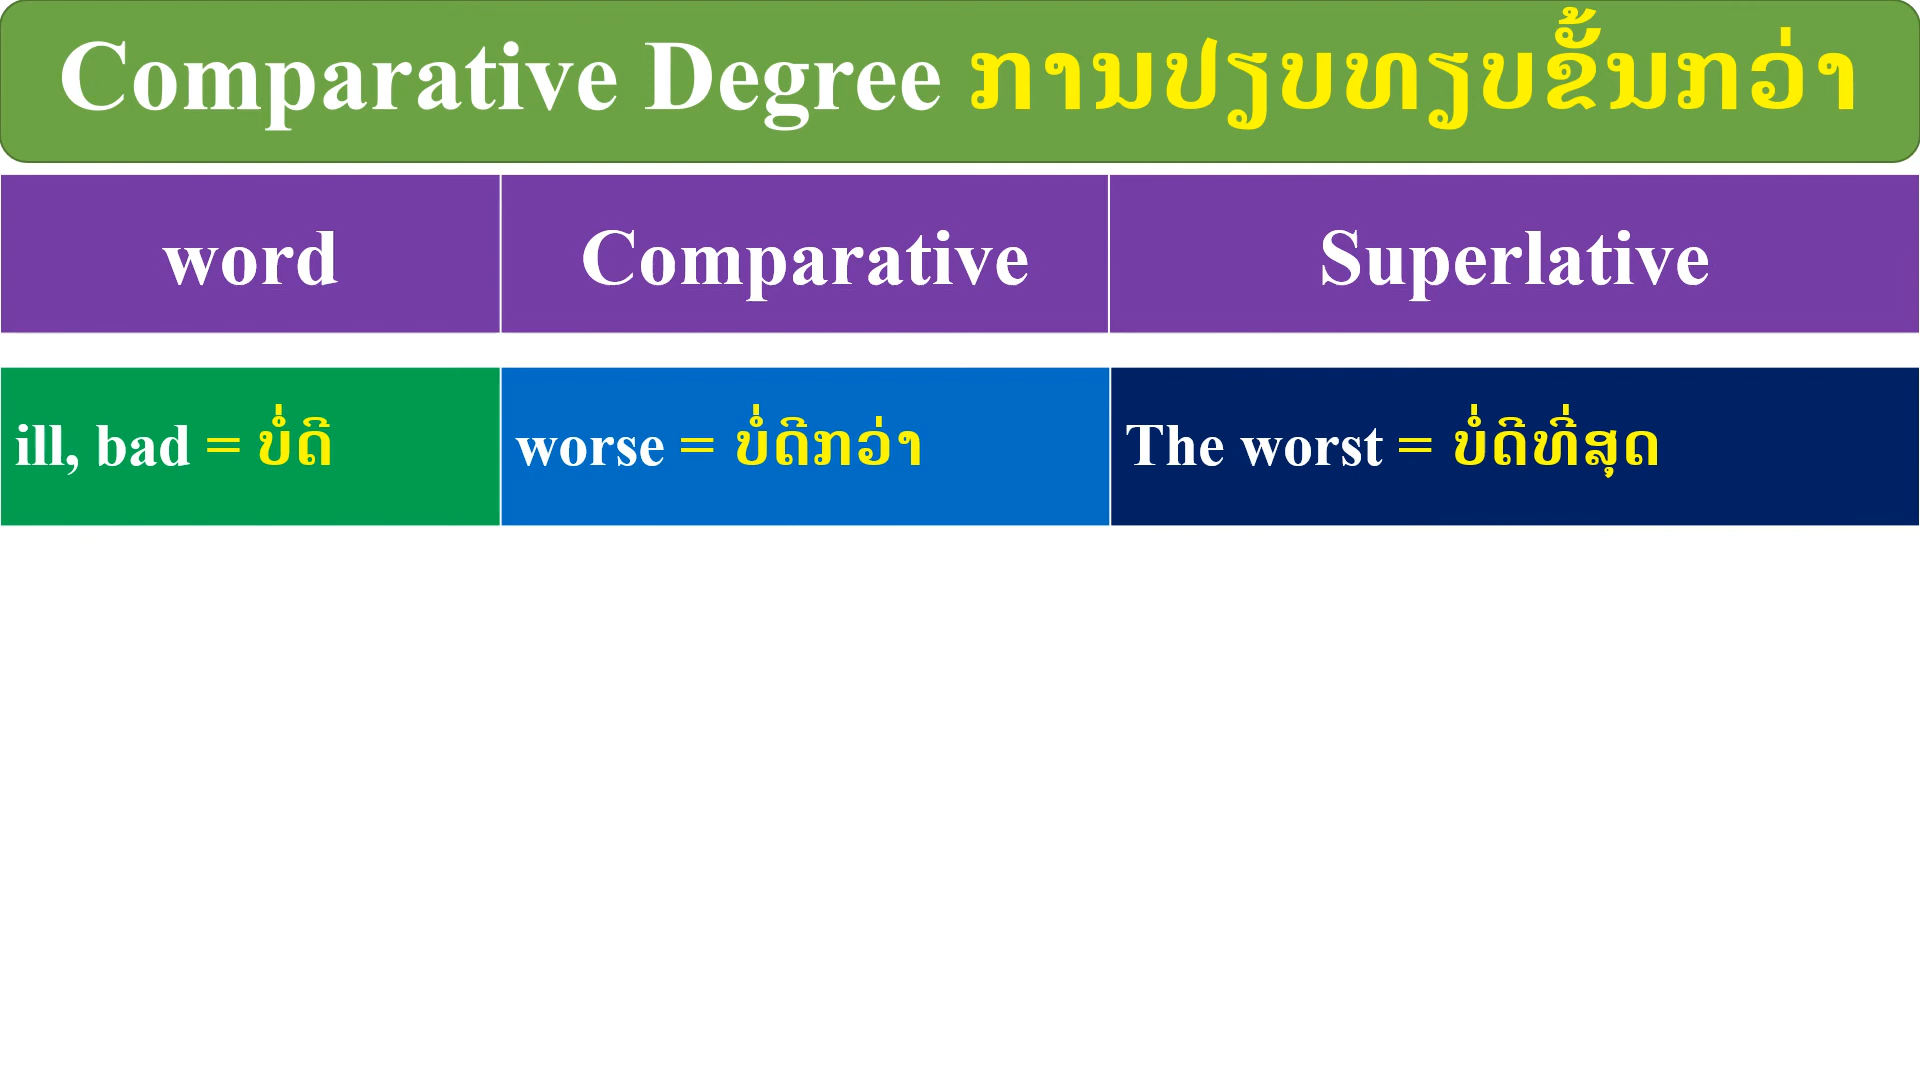 Comparative Degree ການປຽບທຽບຂັ້ນກວ່າ
word Comparative Superlative
ill, bad = ບໍ່ດີ worse = ບໍ່ດີກວ່າ The worst = ບໍ່ດີທີ່ສຸດ